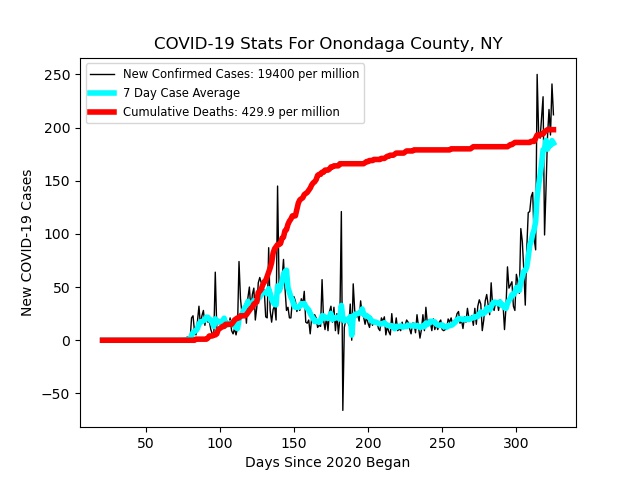 COVID-19 Stats For Onondaga County, NY
New Confirmed Cases: 19400 per million
7 Day Case Average
Cumulative Deaths: 429.9 per million
New COVID-19 Cases
250
200
150
100
50
0
−50
50 100 150 200 250 300
Days Since 2020 Began